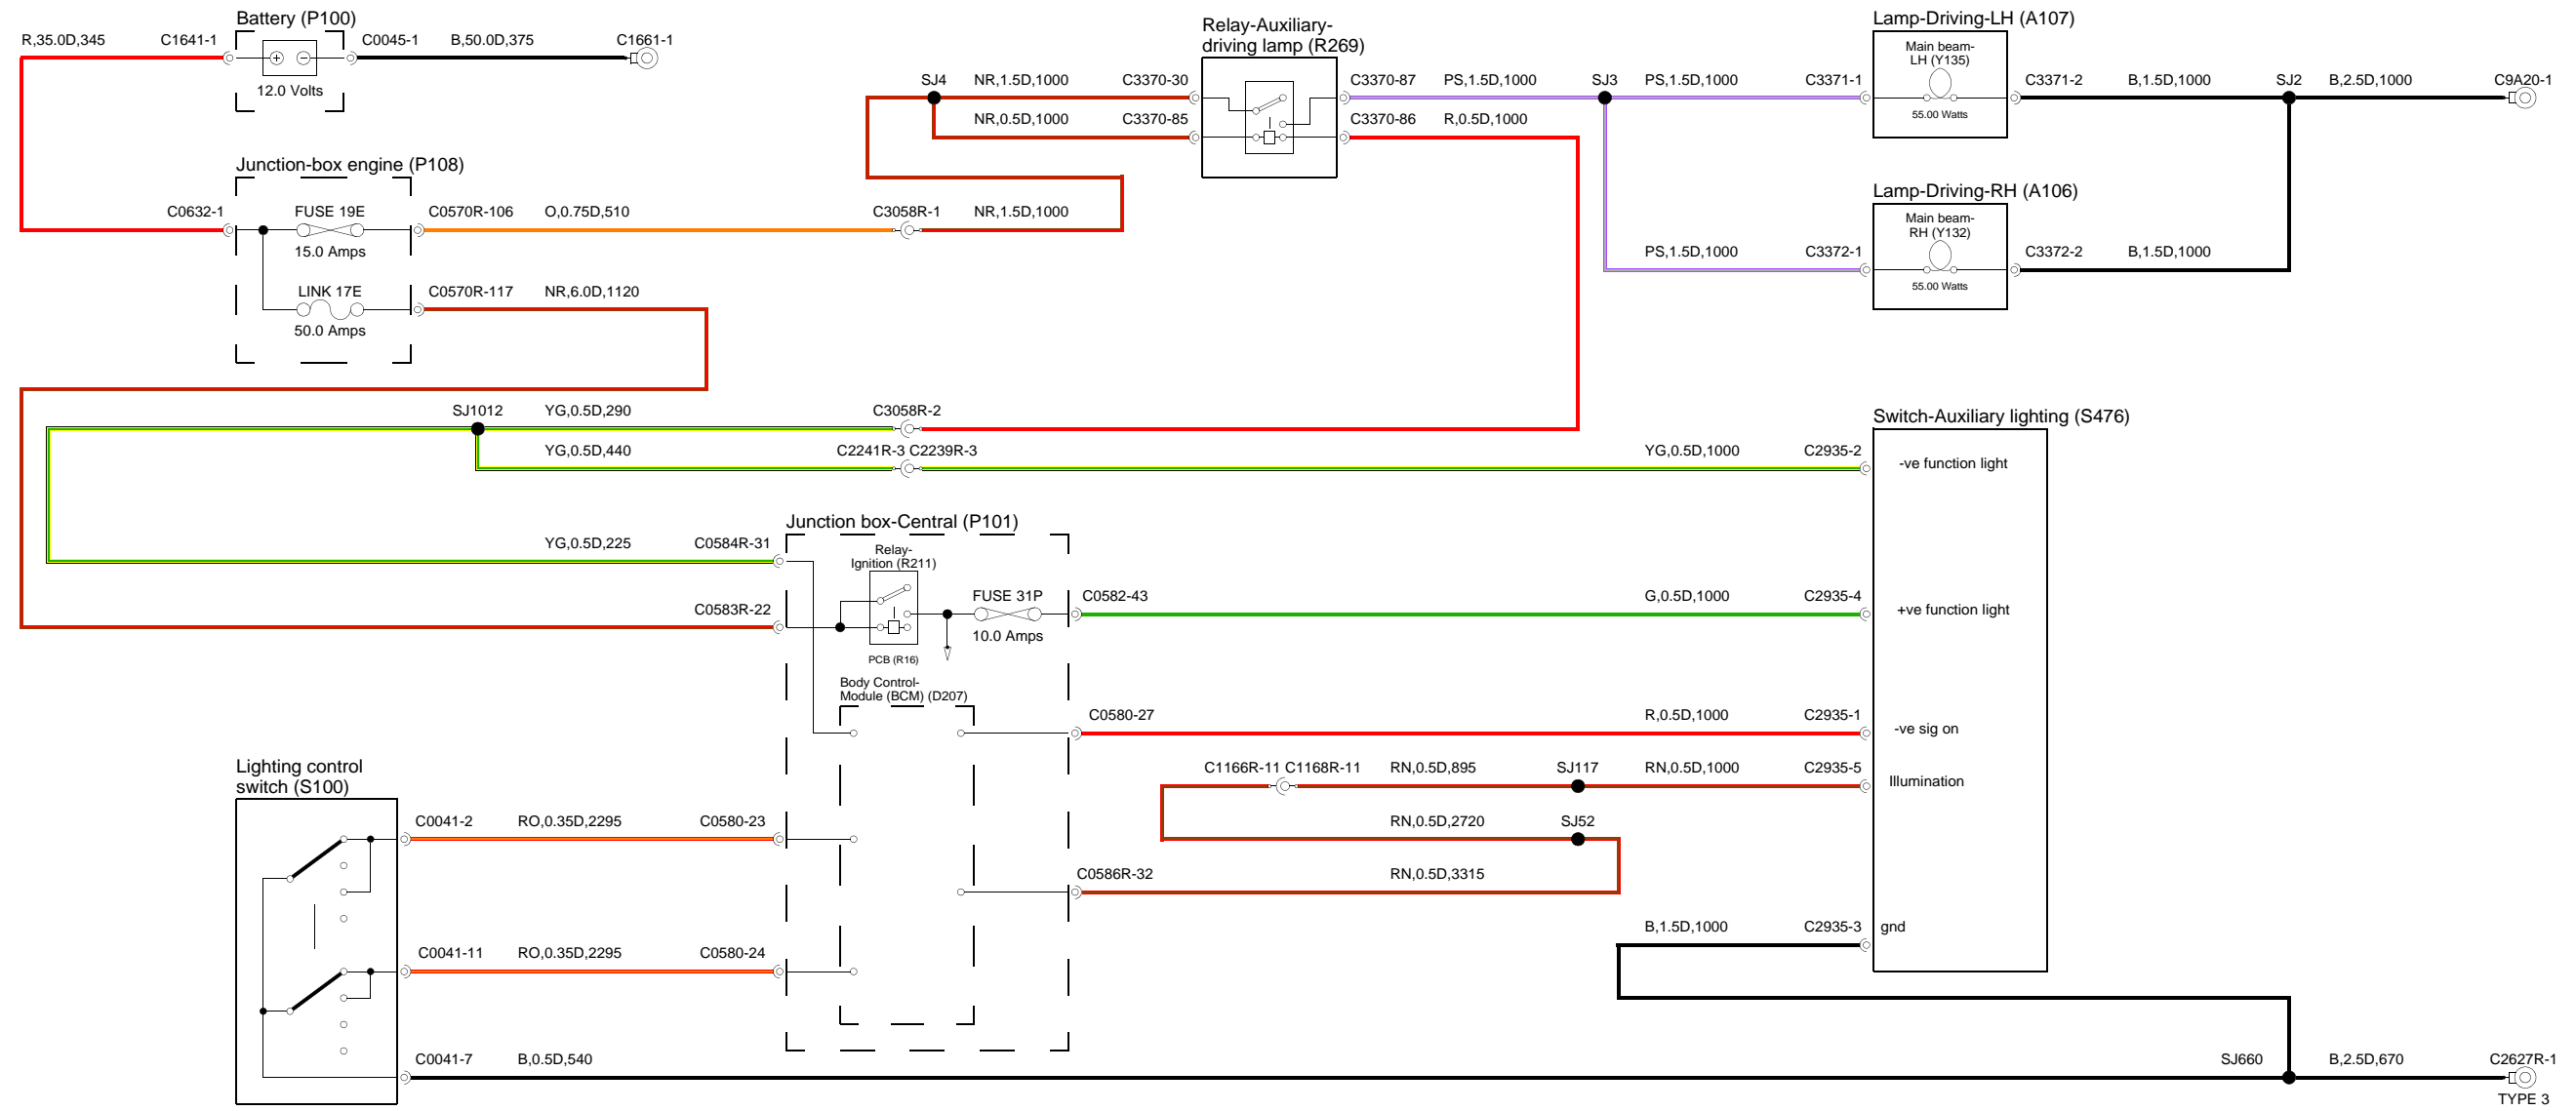 Battery (P100)
R,35.0D,345
C1641-1
C0045-1
B,50.0D,375
C1661-1
12.0 Volts
Relay-Auxiliary-
driving lamp (R269)
SJ4
NR,1.5D,1000
C3370-30
C3370-87
PS,1.5D,1000
SJ3
PS,1.5D,1000
C3371-1
NR,0.5D,1000
C3370-85
C3370-86
R,0.5D,1000
Lamp-Driving-LH (A107)
Main beam-
LH (Y135)
55.00 Watts
C3371-2
B,1.5D,1000
SJ2
B,2.5D,1000
C9A20-1
Junction-box engine (P108)
C0632-1
FUSE 19E
15.0 Amps
C0570R-106
O,0.75D,510
C3058R-1
NR,1.5D,1000
LINK 17E
50.0 Amps
C0570R-117
NR,6.0D,1120
Lamp-Driving-RH (A106)
Main beam-
RH (Y132)
55.00 Watts
PS,1.5D,1000
C3372-1
C3372-2
B,1.5D,1000
SJ1012
YG,0.5D,290
C3058R-2
YG,0.5D,440
C2241R-3 C2239R-3
YG,0.5D,1000
C2935-2
Switch-Auxiliary lighting (S476)
-ve function light
Junction box-Central (P101)
YG,0.5D,225
C0584R-31
Relay-
Ignition (R211)
C0583R-22
FUSE 31P
10.0 Amps
PCB (R16)
C0582-43
G,0.5D,1000
C2935-4
+ve function light
Body Control-
Module (BCM) (D207)
C0580-27
R,0.5D,1000
C2935-1
-ve sig on
C1166R-11 C1168R-11
RN,0.5D,895
SJ117
RN,0.5D,1000
C2935-5
Illumination
Lighting control
switch (S100)
C0041-2
RO,0.35D,2295
C0580-23
RN,0.5D,2720
SJ52
C0586R-32
RN,0.5D,3315
C0041-11
RO,0.35D,2295
C0580-24
B,1.5D,1000
C2935-3
gnd
C0041-7
B,0.5D,540
SJ660
B,2.5D,670
C2627R-1
TYPE 3